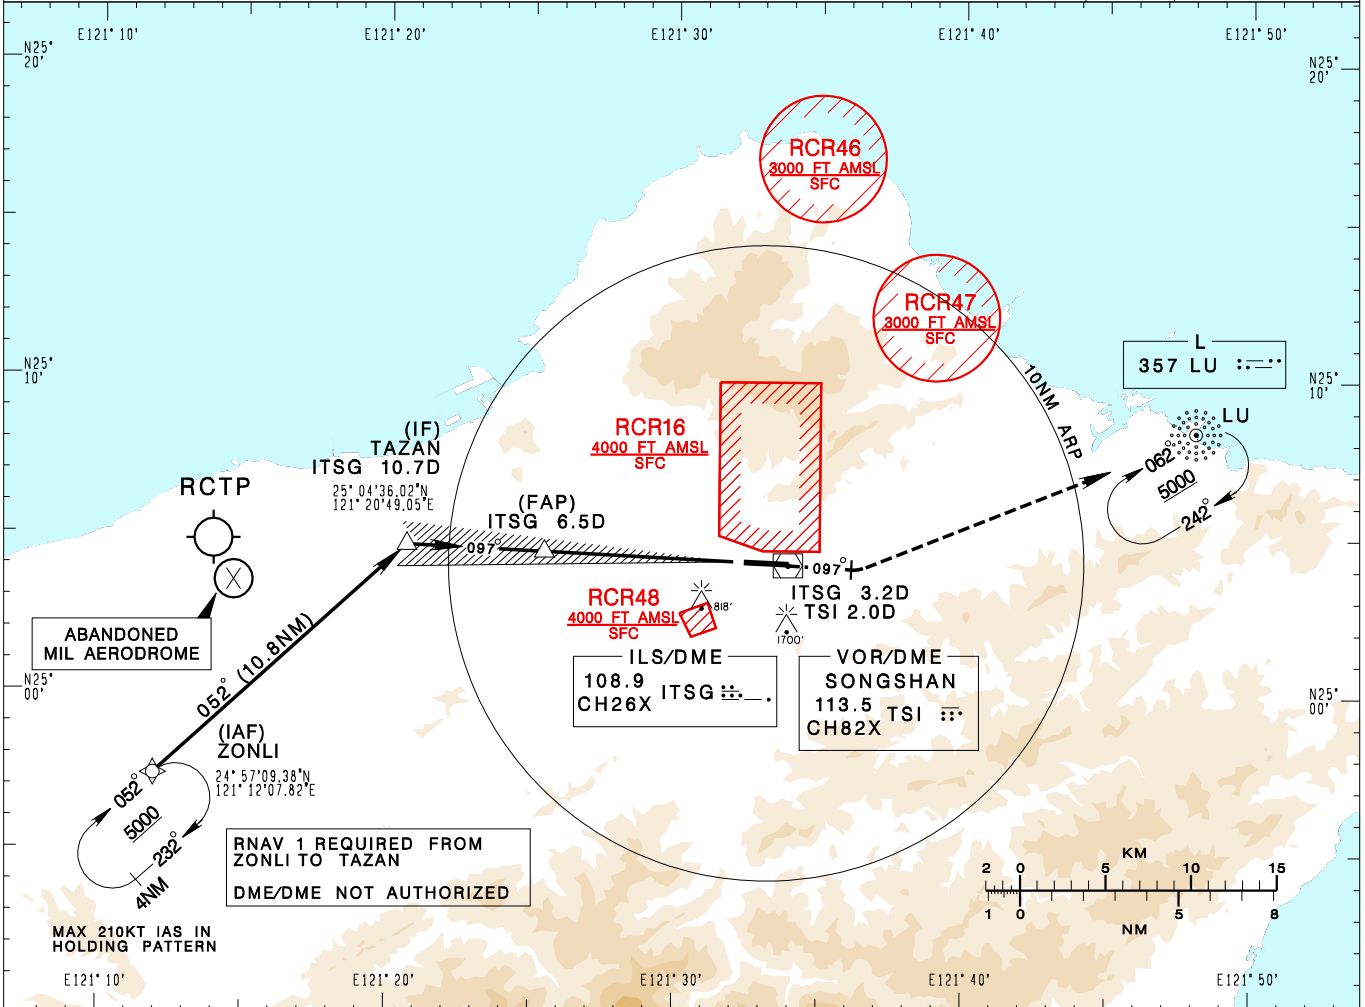 E121° 10′
E121° 20′
E121° 30′
E121° 40′
E121° 50′
N25°
20′
N25°
20′
RCR46
3000 FT AMSL
SFC
RCR47
3000 FT AMSL
SFC
L
357 LU
N25°
10′
N25°
10′
10NM ARP
LU
062°
5000
242°
RCR16
4000 FT AMSL
SFC
(IF)
TAZAN
ITSG 10.7D
25° 04′36.02″N
121° 20′49.05″E
RCTP
(FAP)
ITSG 6.5D
097°
097°
ITSG 3.2D
TSI 2.0D
818′
1700′
RCR48
4000 FT AMSL
SFC
ABANDONED
MIL AERODROME
052° (10.8NM)
ILS/DME
108.9
CH26X
ITSG
VOR/DME
SONGSHAN
113.5
CH82X
TSI
N25°
00′
N25°
00′
(IAF)
ZONLI
24° 57′09.38″N
121° 12′07.82″E
052°
5000
232°
4NM
RNAV 1 REQUIRED FROM
ZONLI TO TAZAN
DME/DME NOT AUTHORIZED
MAX 210KT IAS IN
HOLDING PATTERN
KM
2 0 5 10 15
1 0 5 8
NM
E121° 10′
E121° 20′
E121° 30′
E121° 40′
E121° 50′